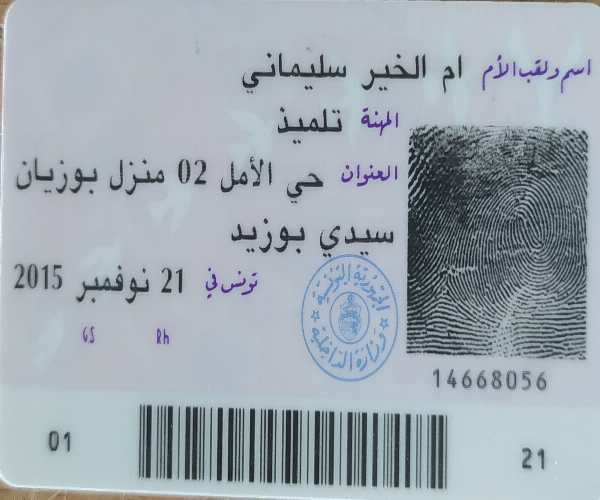 اسم ولقب الأم ام الخير سليماني
المهنة تلميذ
العنوان حي الأمل 02 منزل بوزيان
سيدي بوزيد
تونس في 21 نوفمبر 2015
GS Rh
الجمهورية التونسية
وزارة الداخلية
14668056
01 21